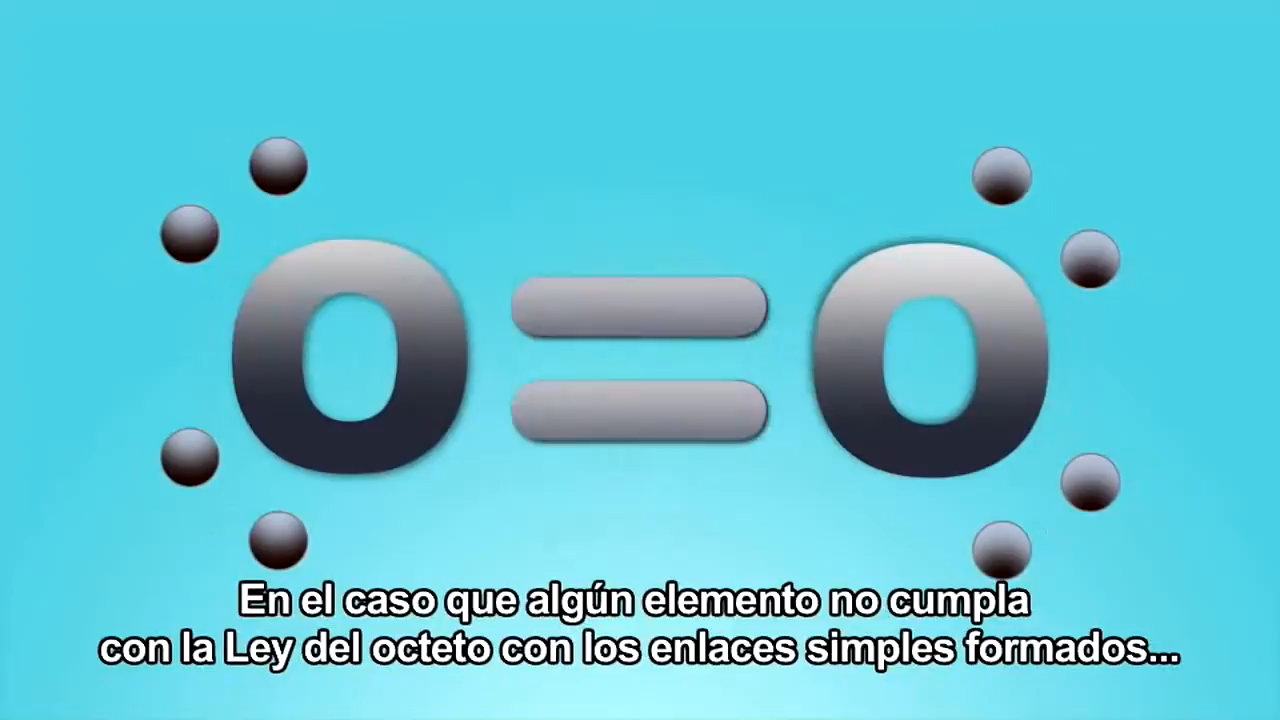 O=O
En el caso que algún elemento no cumpla
con la Ley del octeto con los enlaces simples formados...